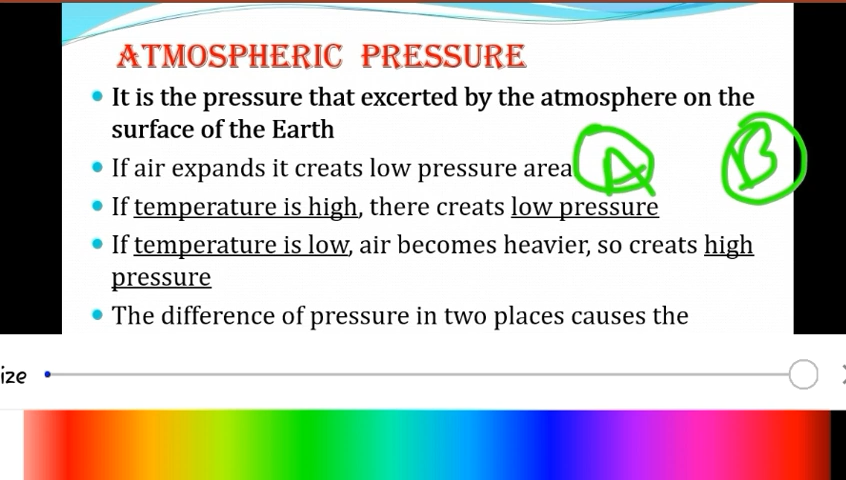 ATMOSPHERIC PRESSURE
It is the pressure that excerted by the atmosphere on the
surface of the Earth
If air expands it creats low pressure area
A
B
If temperature is high, there creats low pressure
If temperature is low, air becomes heavier, so creats high
pressure
The difference of pressure in two places causes the
ize